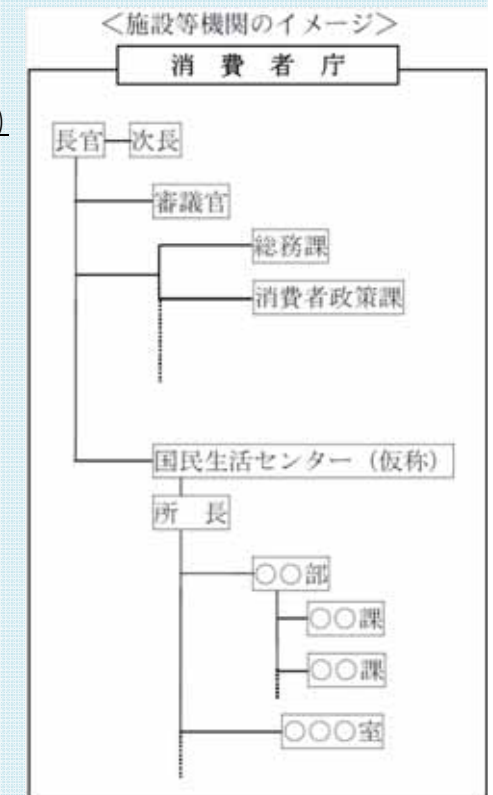 ＜施設等機関のイメージ＞
消 費 者 庁
)
長官
次長
審議官
総務課
消費者政策課
国民生活センター（仮称）
所 長
○○部
○○課
○○課
○○○室